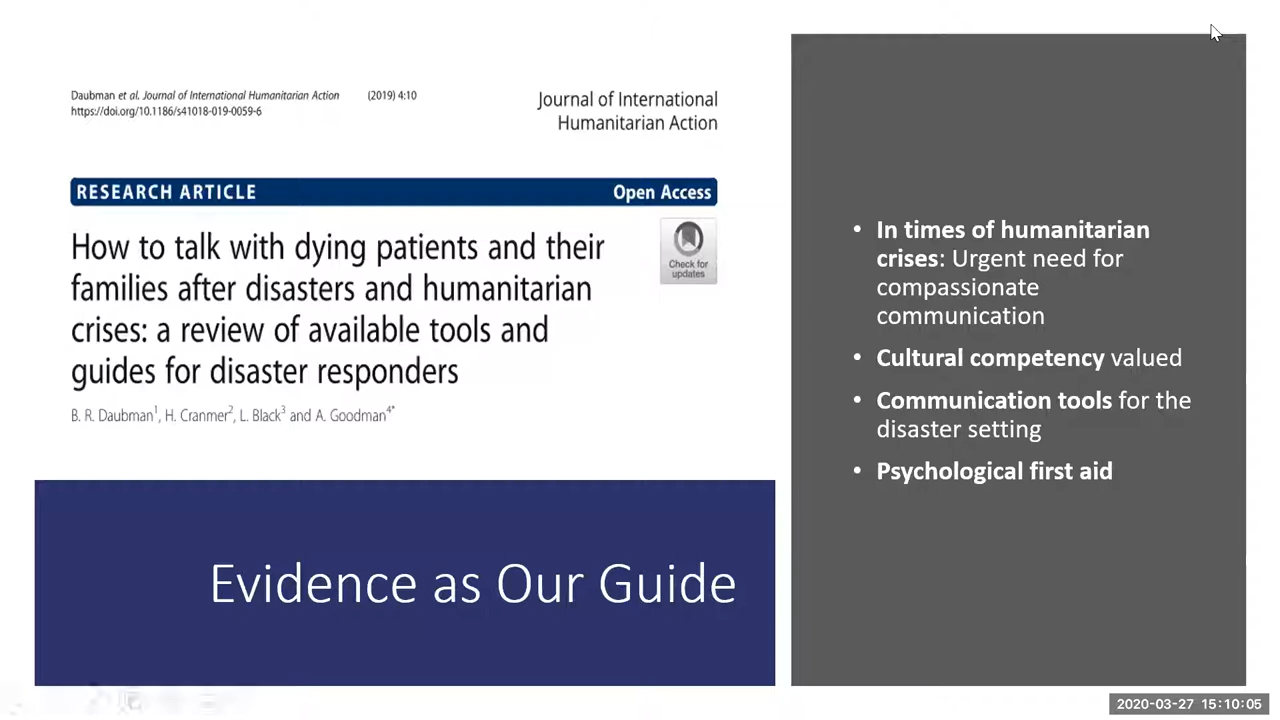 Daubman et al. Journal of International Humanitarian Action (2019) 4:10
https://doi.org/10.1186/s41018-019-0059-6
Journal of International
Humanitarian Action
RESEARCH ARTICLE Open Access
How to talk with dying patients and their
families after disasters and humanitarian
crises: a review of available tools and
guides for disaster responders
Check for
updates
B. R. Daubman1, H. Cranmer2, L. Black3 and A. Goodman4*
Evidence as Our Guide
• In times of humanitarian
crises: Urgent need for
compassionate
communication
• Cultural competency valued
• Communication tools for the
disaster setting
• Psychological first aid
2020-03-27 15:10:05